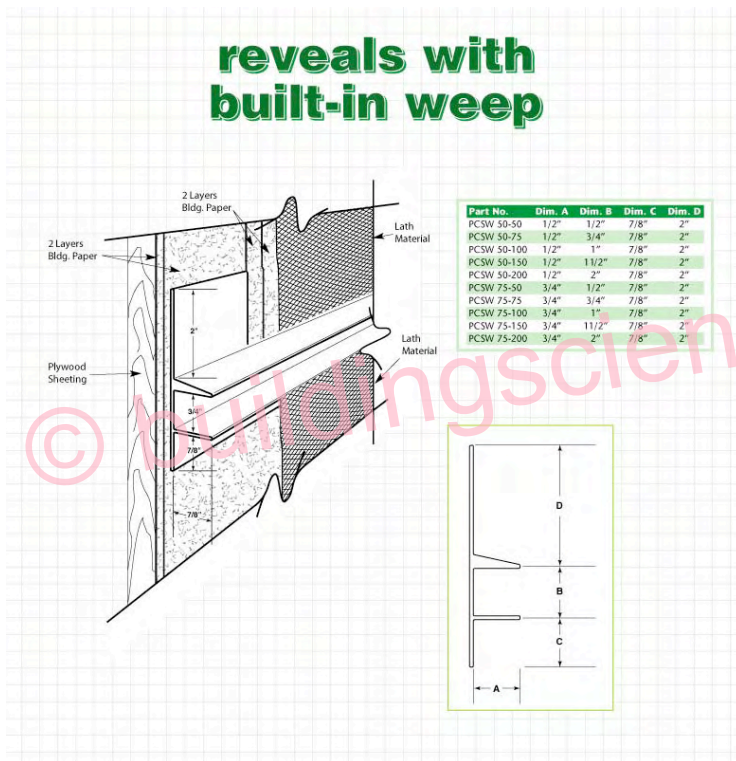 reveals with
built-in weep
2 Layers
Bldg. Paper
2 Layers
Bldg. Paper
Lath
Material
2"
Plywood
Sheeting
Lath
Material
3/4"
7/8"
7/8"
Part No. Dim. A Dim. B Dim. C Dim. D
PCSW 50-50 1/2" 1/2" 7/8" 2"
PCSW 50-75 1/2" 3/4" 7/8" 2"
PCSW 50-100 1/2" 1" 7/8" 2"
PCSW 50-150 1/2" 11/2" 7/8" 2"
PCSW 50-200 1/2" 2" 7/8" 2"
PCSW 75-50 3/4" 1/2" 7/8" 2"
PCSW 75-75 3/4" 3/4" 7/8" 2"
PCSW 75-100 3/4" 1" 7/8" 2"
PCSW 75-150 3/4" 11/2" 7/8" 2"
PCSW 75-200 3/4" 2" 7/8" 2"
© buildingscien
D
B
C
A